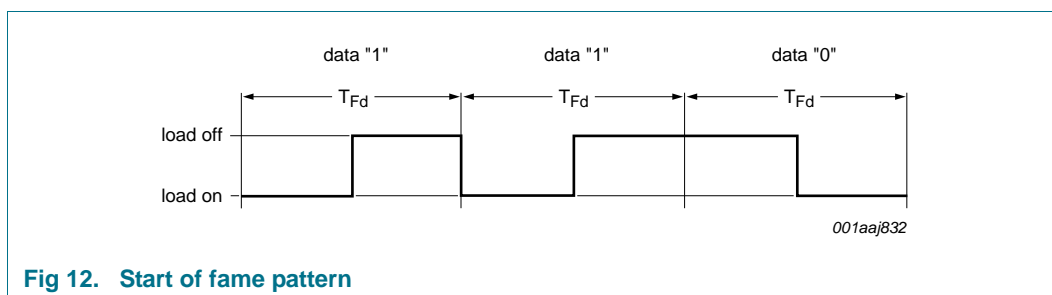 data "1" data "1" data "0"
TFd TFd TFd
load off
load on
001aaj832
Fig 12. Start of fame pattern